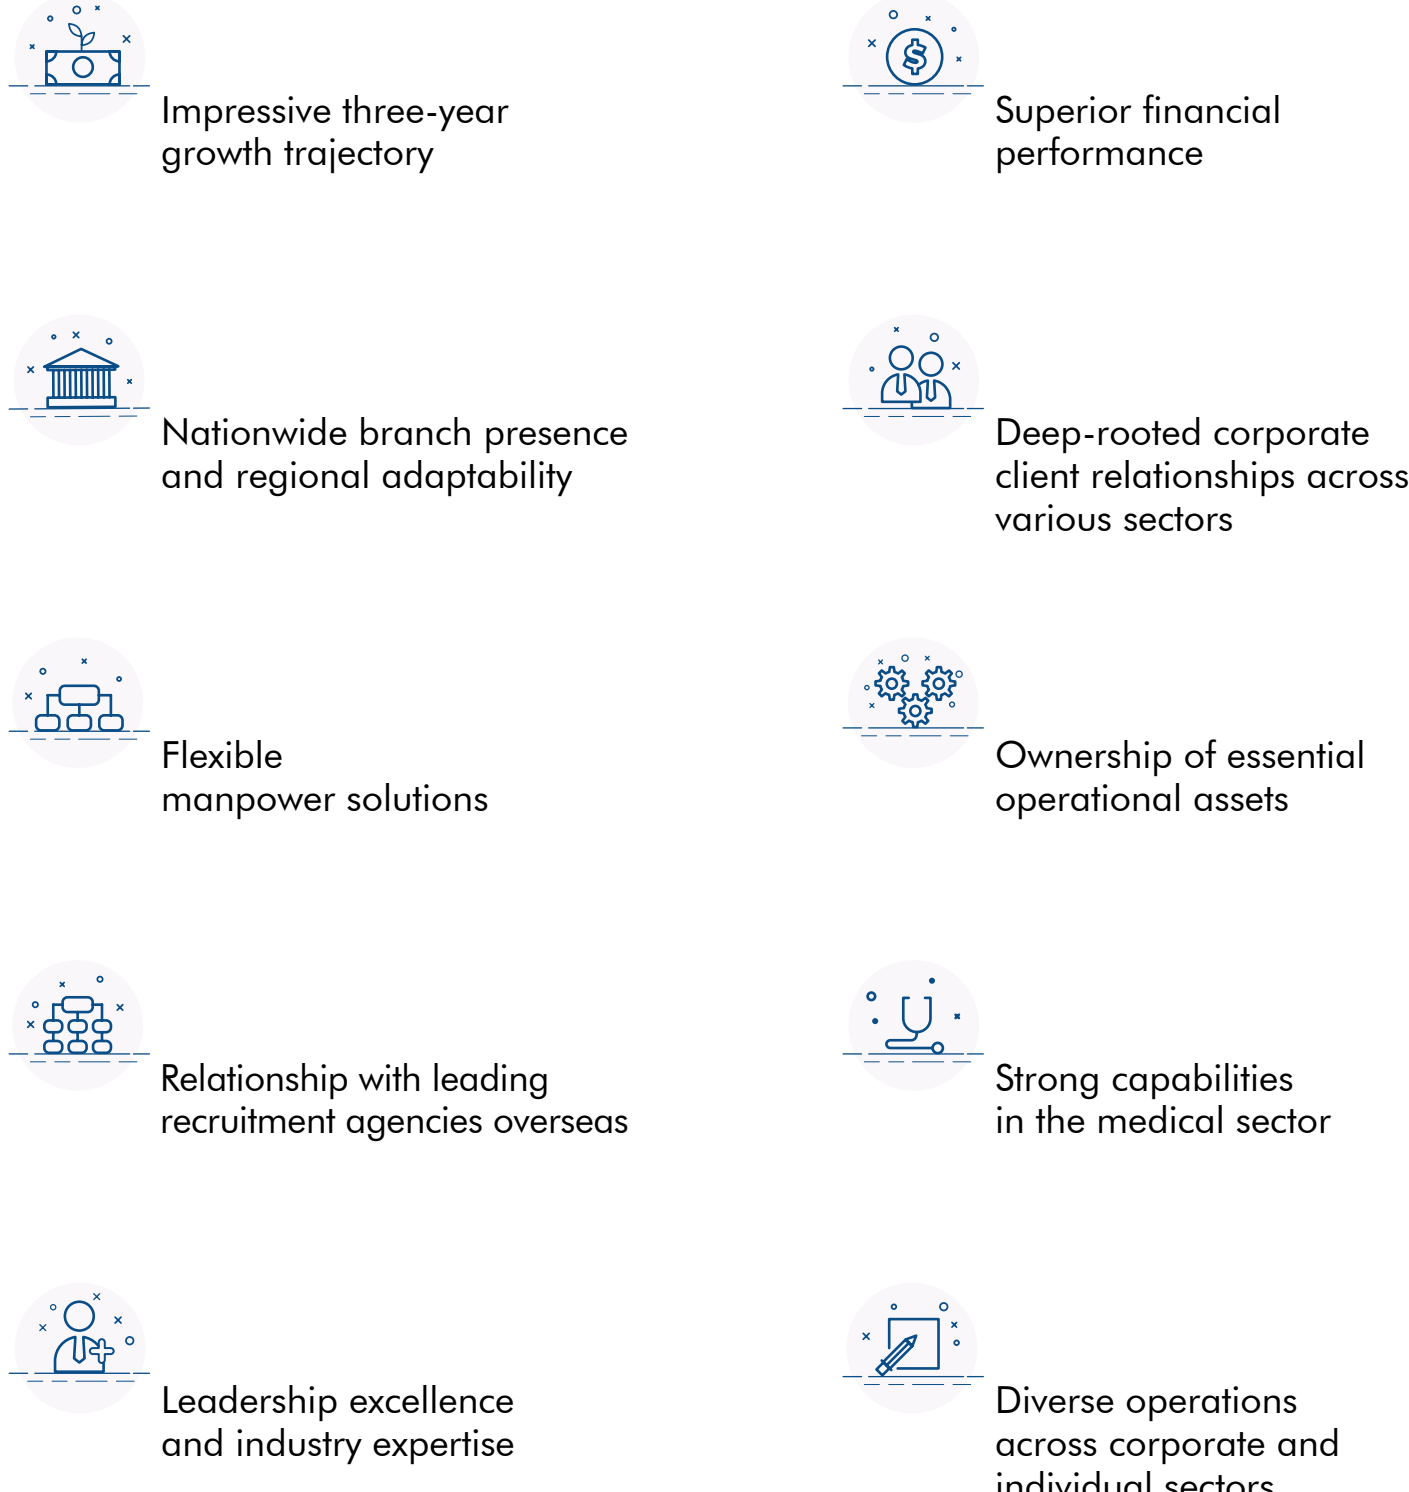 Impressive three-year
growth trajectory
Superior financial
performance
Nationwide branch presence
and regional adaptability
Deep-rooted corporate
client relationships across
various sectors
Flexible
manpower solutions
Ownership of essential
operational assets
Relationship with leading
recruitment agencies overseas
Strong capabilities
in the medical sector
Leadership excellence
and industry expertise
Diverse operations
across corporate and
individual sectors